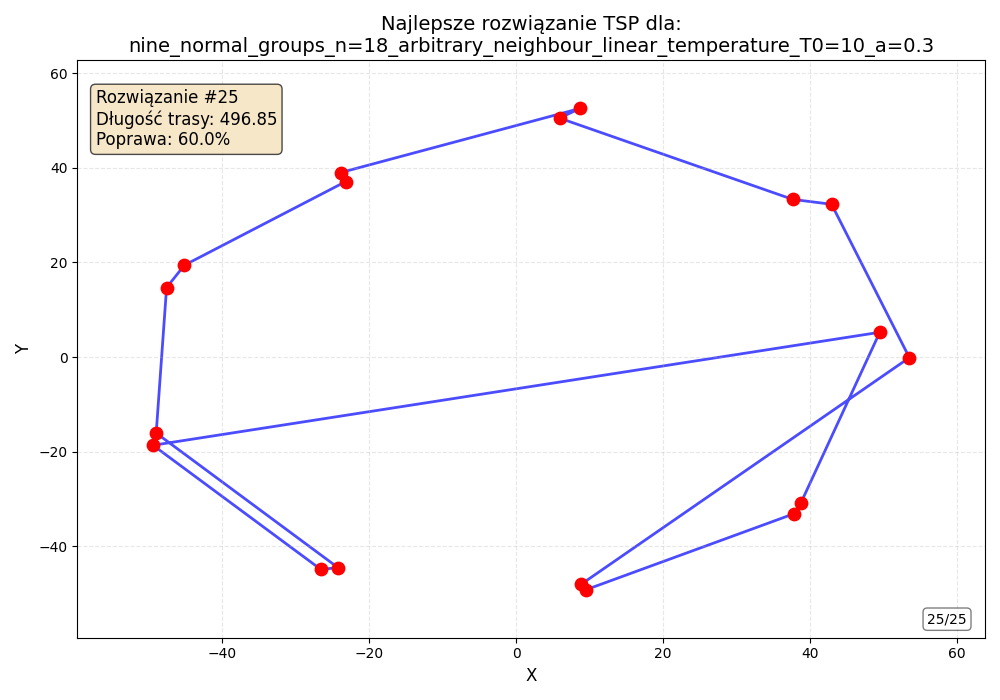 Najlepsze rozwiązanie TSP dla:
nine_normal_groups_n=18_arbitrary_neighbour_linear_temperature_T0=10_a=0.3
Rozwiązanie #25
Długość trasy: 496.85
Poprawa: 60.0%
60
40
20
0
−20
−40
Y
25/25
−40
−20
0
20
40
60
X